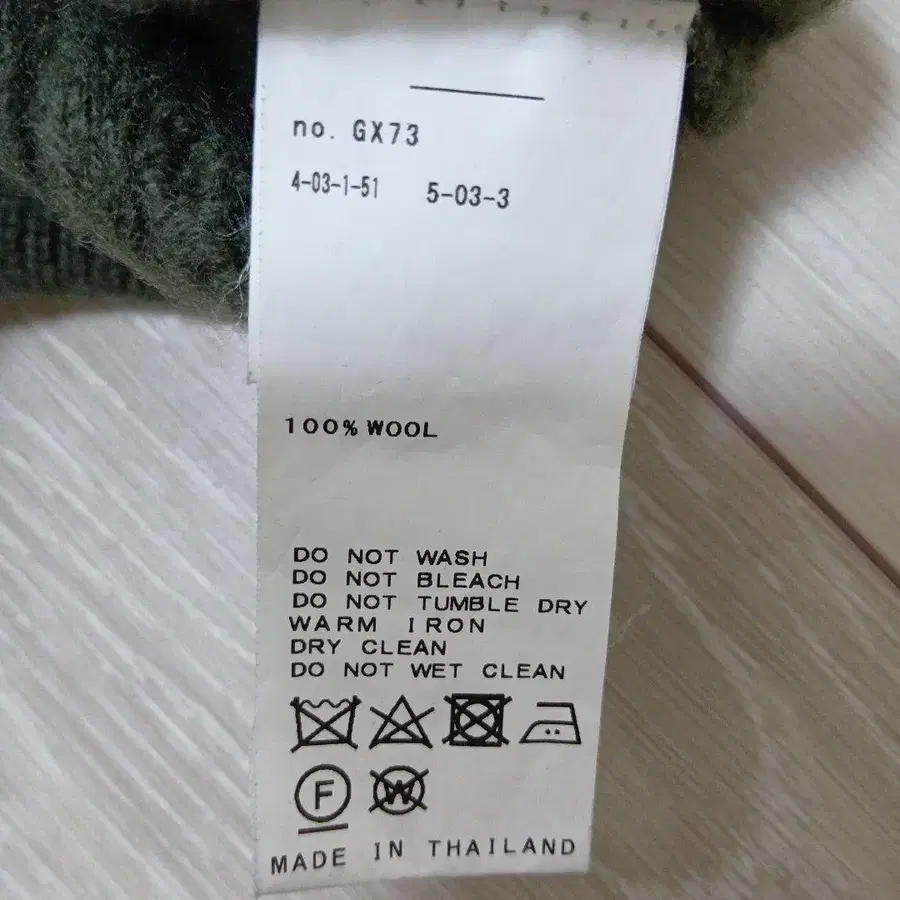 no. GX73
4-03-1-51 5-03-3
100% WOOL
DO NOT WASH
DO NOT BLEACH
DO NOT TUMBLE DRY
WARM IRON
DRY CLEAN
DO NOT WET CLEAN
F W
MADE IN THAILAND